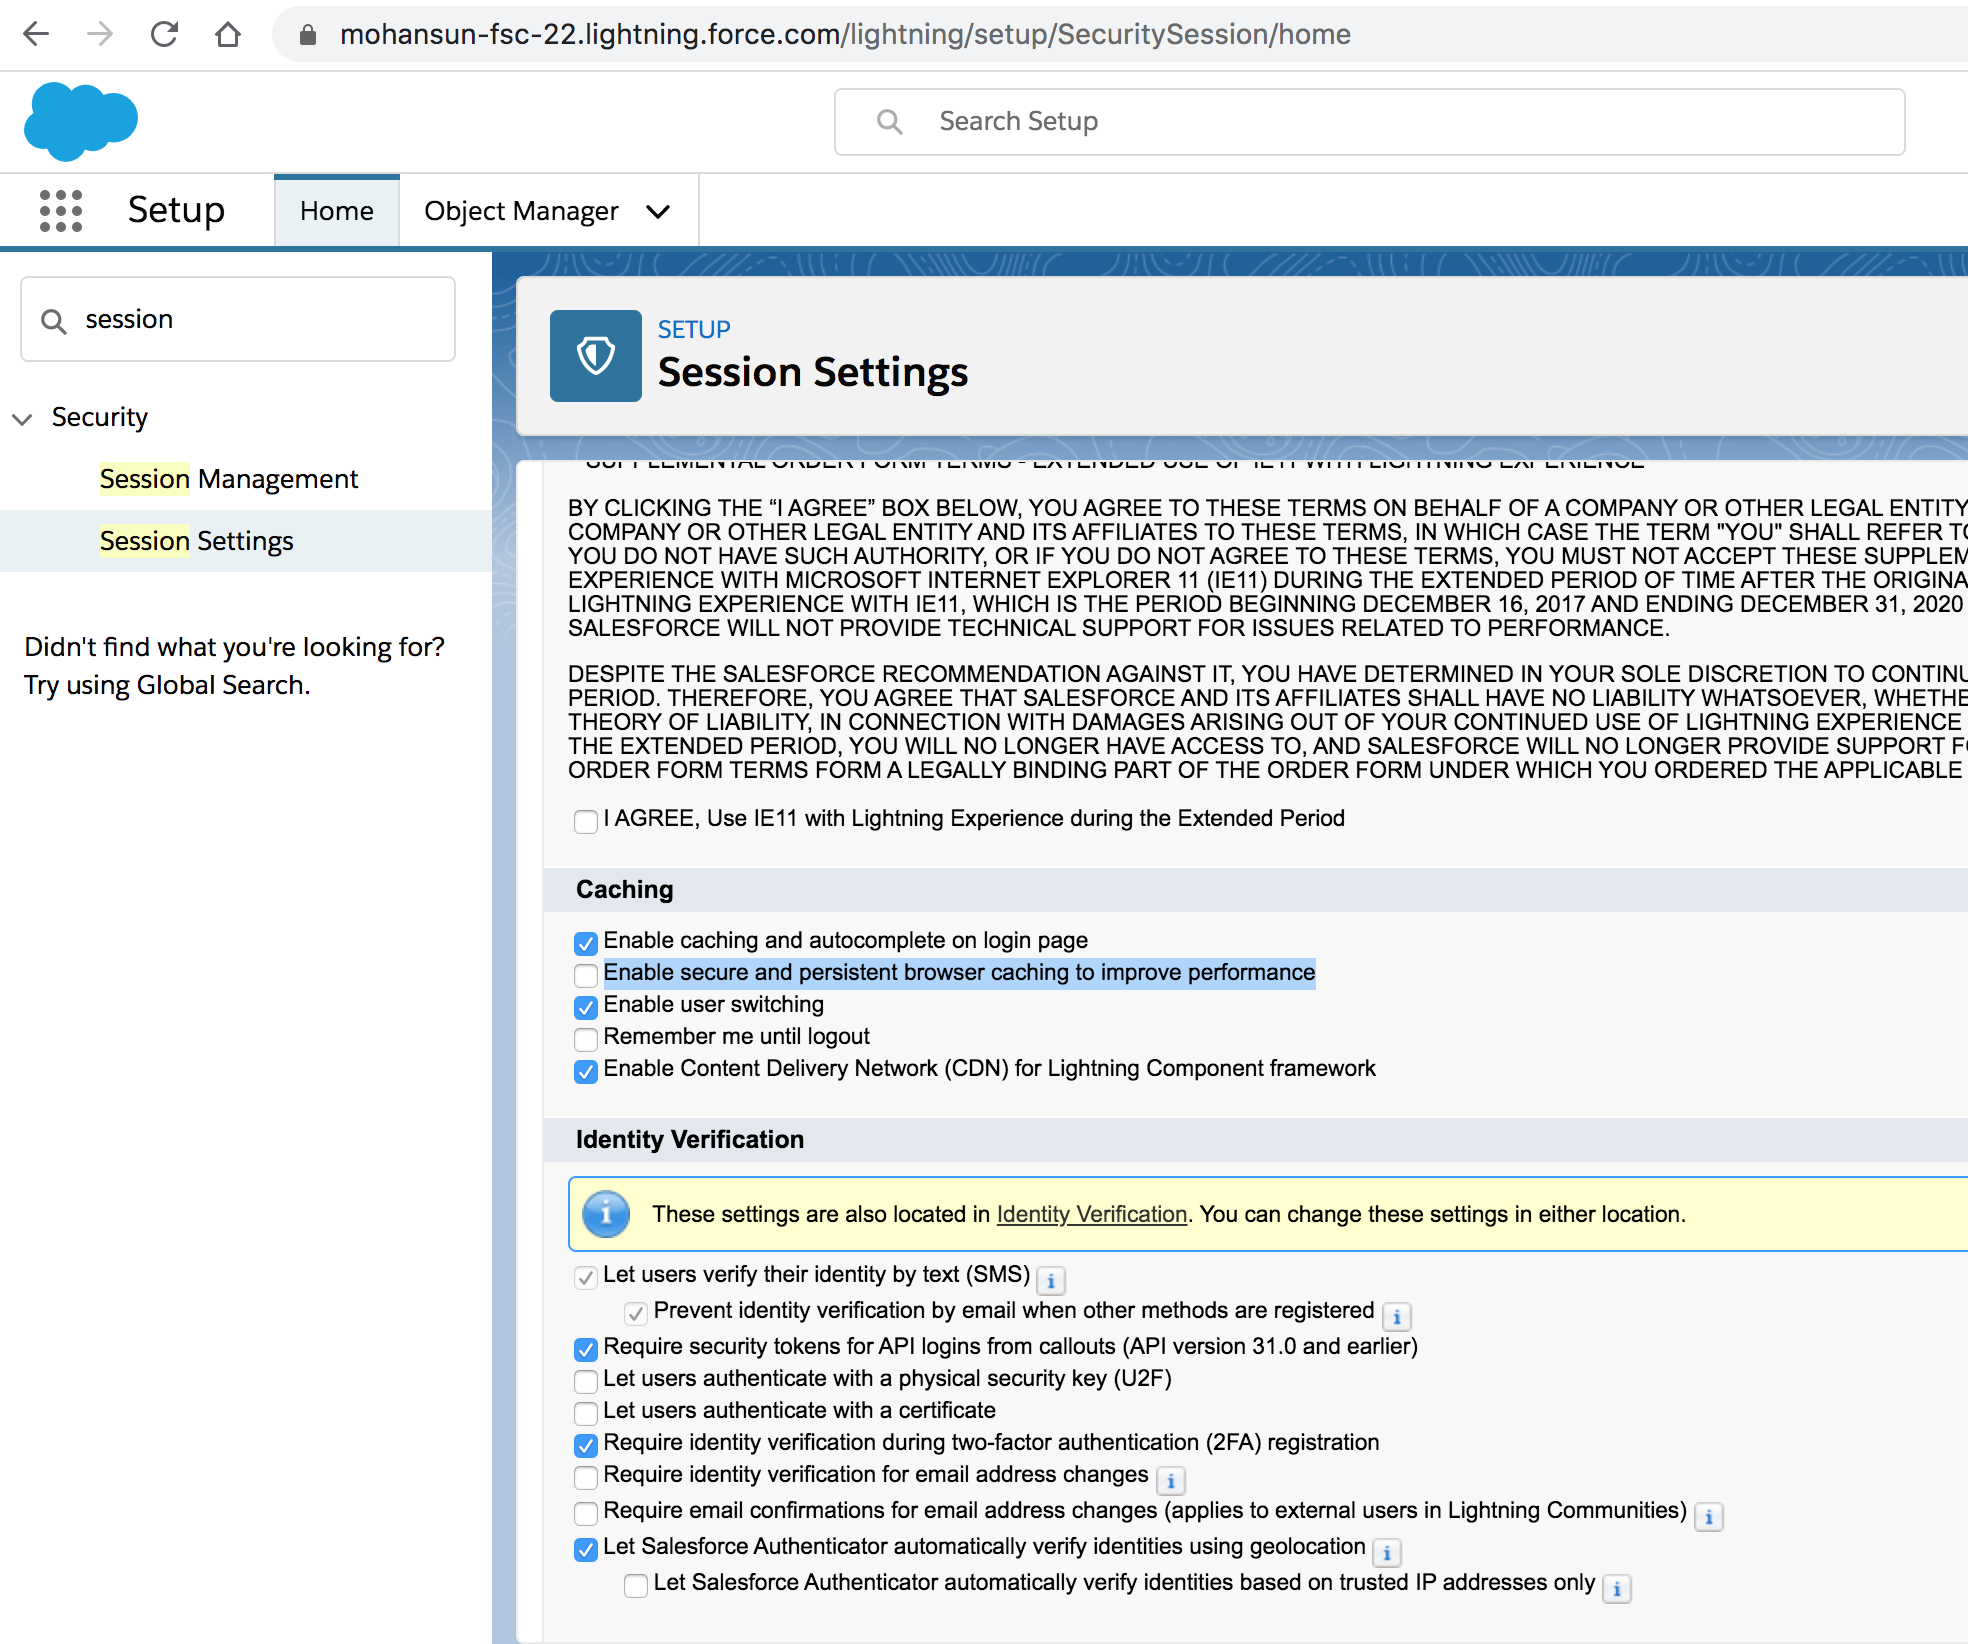 mohansun-fsc-22.lightning.force.com/lightning/setup/SecuritySession/home
Search Setup
Setup
Home
Object Manager
session
Security
Session Management
Session Settings
Didn't find what you're looking for?
Try using Global Search.
SETUP
Session Settings
SUPPLEMENTAL ORDER FORM TERMS - EXTENDED USE OF IE11 WITH LIGHTNING EXPERIENCE
BY CLICKING THE “I AGREE” BOX BELOW, YOU AGREE TO THESE TERMS ON BEHALF OF A COMPANY OR OTHER LEGAL ENTITY
COMPANY OR OTHER LEGAL ENTITY AND ITS AFFILIATES TO THESE TERMS, IN WHICH CASE THE TERM "YOU" SHALL REFER TO
YOU DO NOT HAVE SUCH AUTHORITY, OR IF YOU DO NOT AGREE TO THESE TERMS, YOU MUST NOT ACCEPT THESE SUPPLEM
EXPERIENCE WITH MICROSOFT INTERNET EXPLORER 11 (IE11) DURING THE EXTENDED PERIOD OF TIME AFTER THE ORIGINA
LIGHTNING EXPERIENCE WITH IE11, WHICH IS THE PERIOD BEGINNING DECEMBER 16, 2017 AND ENDING DECEMBER 31, 2020
SALESFORCE WILL NOT PROVIDE TECHNICAL SUPPORT FOR ISSUES RELATED TO PERFORMANCE.
DESPITE THE SALESFORCE RECOMMENDATION AGAINST IT, YOU HAVE DETERMINED IN YOUR SOLE DISCRETION TO CONTINU
PERIOD. THEREFORE, YOU AGREE THAT SALESFORCE AND ITS AFFILIATES SHALL HAVE NO LIABILITY WHATSOEVER, WHETHE
THEORY OF LIABILITY, IN CONNECTION WITH DAMAGES ARISING OUT OF YOUR CONTINUED USE OF LIGHTNING EXPERIENCE
THE EXTENDED PERIOD, YOU WILL NO LONGER HAVE ACCESS TO, AND SALESFORCE WILL NO LONGER PROVIDE SUPPORT FO
ORDER FORM TERMS FORM A LEGALLY BINDING PART OF THE ORDER FORM UNDER WHICH YOU ORDERED THE APPLICABLE
I AGREE, Use IE11 with Lightning Experience during the Extended Period
Caching
Enable caching and autocomplete on login page
Enable secure and persistent browser caching to improve performance
Enable user switching
Remember me until logout
Enable Content Delivery Network (CDN) for Lightning Component framework
Identity Verification
These settings are also located in Identity Verification. You can change these settings in either location.
Let users verify their identity by text (SMS)
Prevent identity verification by email when other methods are registered
Require security tokens for API logins from callouts (API version 31.0 and earlier)
Let users authenticate with a physical security key (U2F)
Let users authenticate with a certificate
Require identity verification during two-factor authentication (2FA) registration
Require identity verification for email address changes
Require email confirmations for email address changes (applies to external users in Lightning Communities)
Let Salesforce Authenticator automatically verify identities using geolocation
Let Salesforce Authenticator automatically verify identities based on trusted IP addresses only